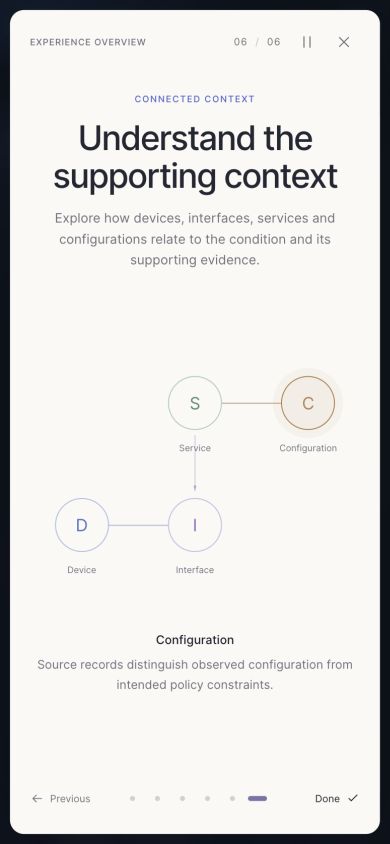 EXPERIENCE OVERVIEW
06 / 06
CONNECTED CONTEXT
Understand the
supporting context
Explore how devices, interfaces, services and
configurations relate to the condition and its
supporting evidence.
S
C
Service
Configuration
D
I
Device
Interface
Configuration
Source records distinguish observed configuration from
intended policy constraints.
Previous
Done